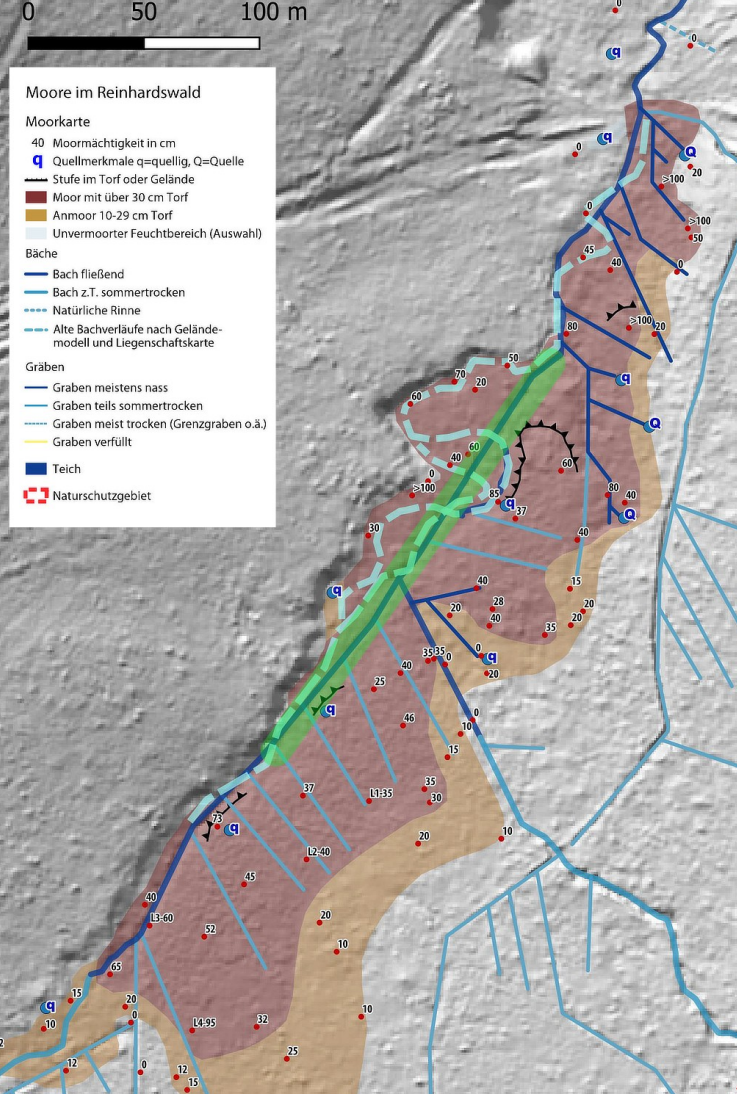 0 50 100 m
Moore im Reinhardswald
Moorkarte
40 Moormächtigkeit in cm
q Quellmerkmale q=quellig, Q=Quelle
Stufe im Torf oder Gelände
Moor mit über 30 cm Torf
Anmoor 10-29 cm Torf
Unvermoorter Feuchtbereich (Auswahl)
Bäche
Bach fließend
Bach z.T. sommertrocken
Natürliche Rinne
Alte Bachverläufe nach Gelände-
modell und Liegenschaftskarte
Gräben
Graben meistens nass
Graben teils sommertrocken
Graben meist trocken (Grenzgraben o.ä.)
Graben verfüllt
Teich
Naturschutzgebiet
0
0
q
q
0
Q
20
>100
0
>100
50
45
40
0
>100
20
80
50
70
20
q
60
Q
60
40
60
0
>100
85
q
37
80
40
Q
30
40
q
40
15
28
20
40
20
20
35
35
35
0
0
q
20
40
25
q
46
0
10
15
37
L1-35
35
30
73
q
20
10
L2-40
45
40
L3-60
20
52
10
65
15
20
q
10
0
10
L4-95
32
2
25
12
0
12
15